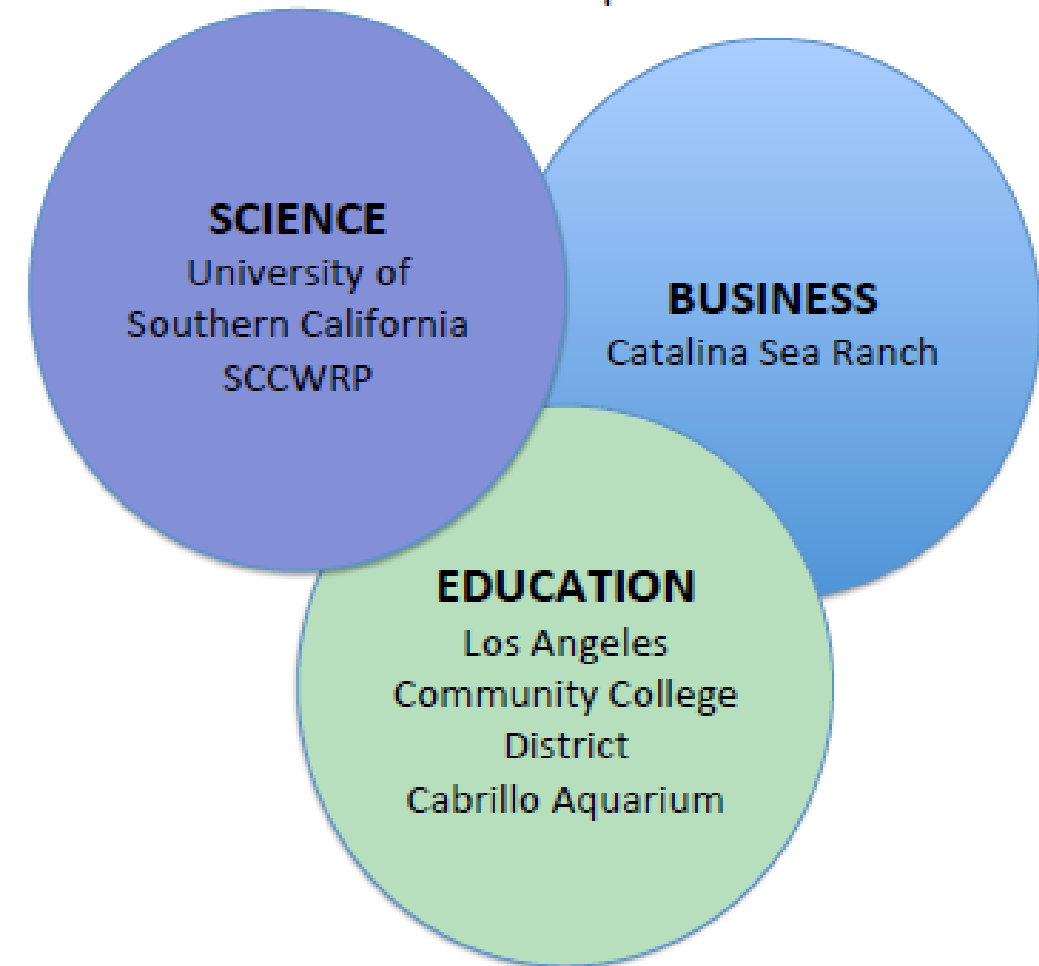 SCIENCE
University of
Southern California
SCCWRP
BUSINESS
Catalina Sea Ranch
EDUCATION
Los Angeles
Community College
District
Cabrillo Aquarium